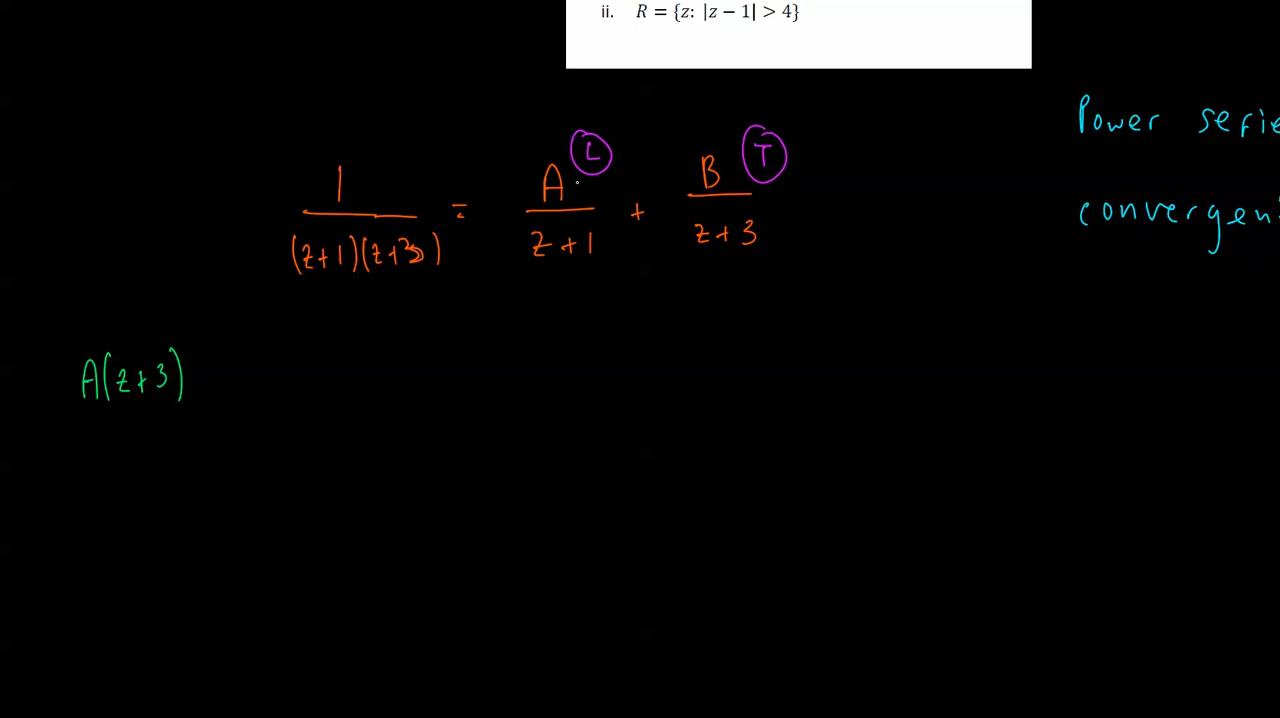 ii. R = {z: |z − 1| > 4}
Power serie
1 / (z+1)(z+3) = A / z+1 (L) + B / z+3 (T)
convergen
A(z+3)